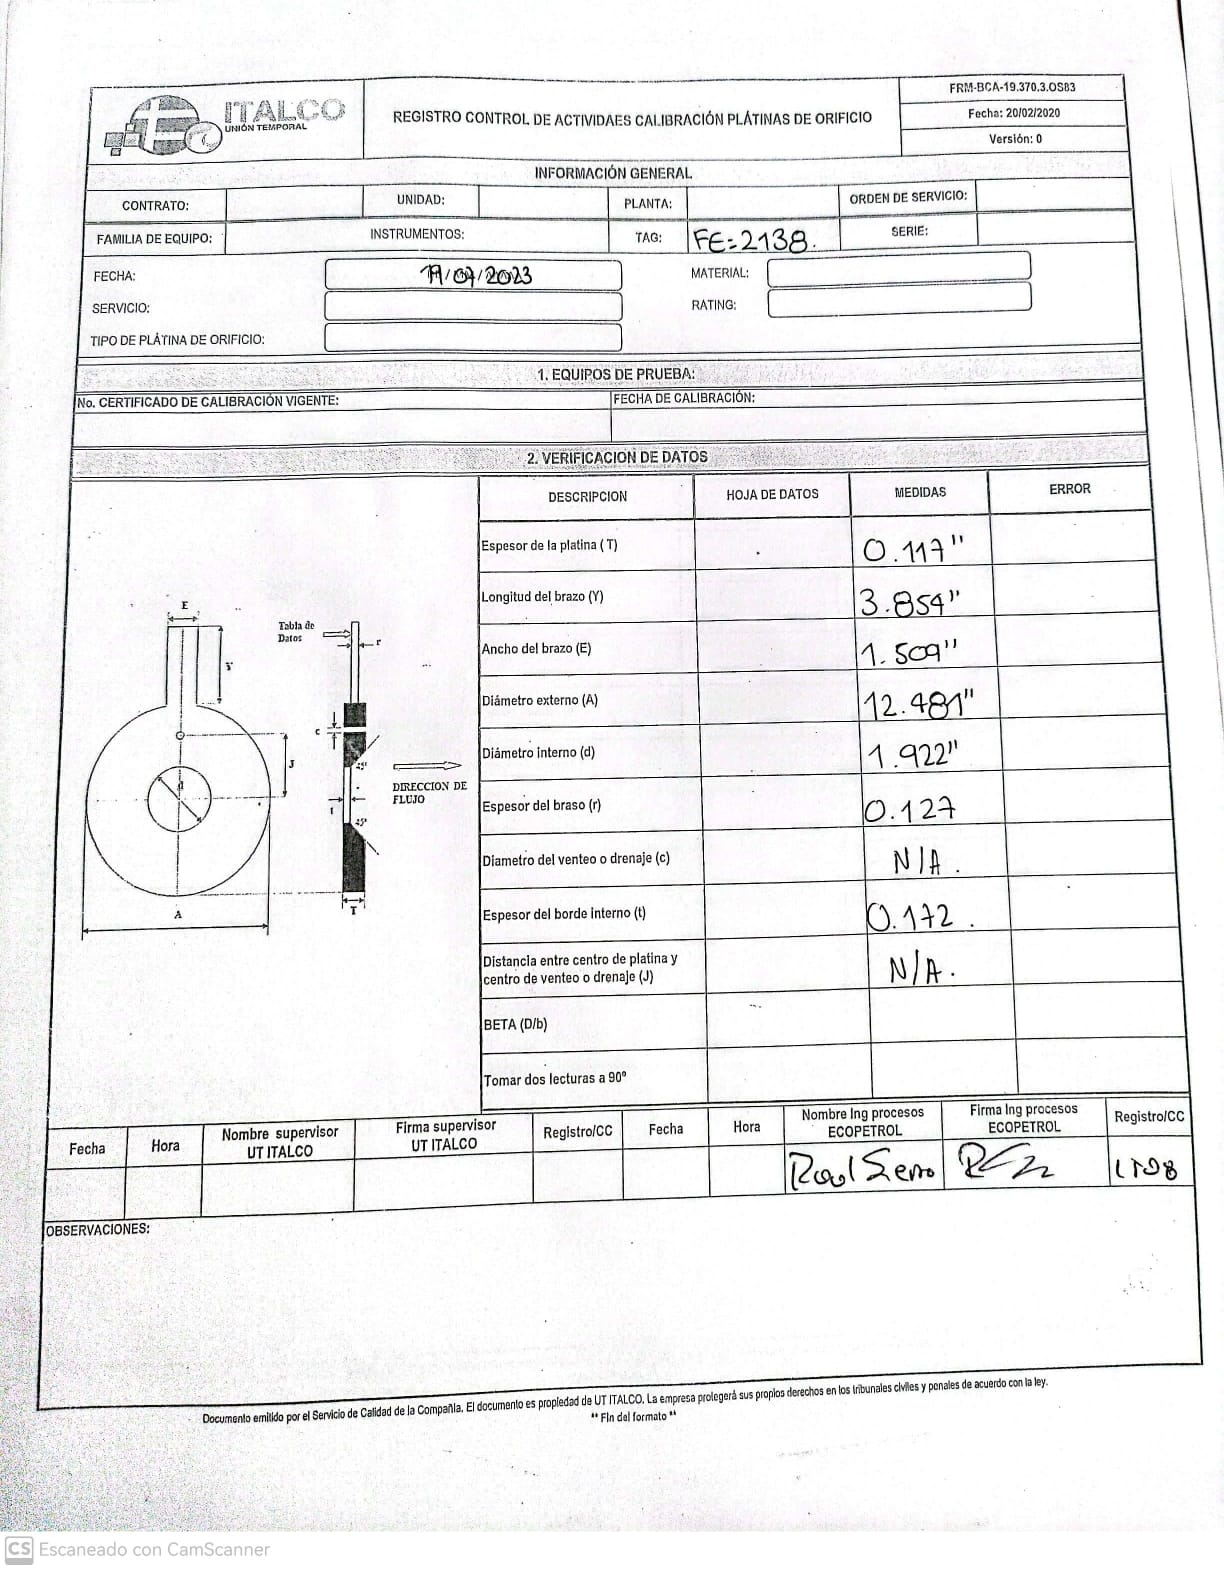 ITALCO
UNIÓN TEMPORAL
REGISTRO CONTROL DE ACTIVIDAES CALIBRACIÓN PLÁTINAS DE ORIFICIO
FRM-BCA-19.370.3.OS83
Fecha: 20/02/2020
Versión: 0
INFORMACIÓN GENERAL
CONTRATO: UNIDAD: PLANTA: ORDEN DE SERVICIO:
FAMILIA DE EQUIPO: INSTRUMENTOS: TAG: FE-2138. SERIE:
FECHA: 19/07/2023 MATERIAL:
SERVICIO: RATING:
TIPO DE PLÁTINA DE ORIFICIO:
1. EQUIPOS DE PRUEBA:
No. CERTIFICADO DE CALIBRACIÓN VIGENTE: FECHA DE CALIBRACIÓN:
2. VERIFICACION DE DATOS
DESCRIPCION HOJA DE DATOS MEDIDAS ERROR
Espesor de la platina ( T) 0.117"
Longitud del brazo (Y) 3.854"
Ancho del brazo (E) 1.509"
Diámetro externo (A) 12.481"
Diámetro interno (d) 1.922"
Espesor del braso (r) 0.127
Diametro del venteo o drenaje (c) N/A.
Espesor del borde interno (t) 0.172.
Distancia entre centro de platina y
centro de venteo o drenaje (J) N/A.
BETA (D/b)
Tomar dos lecturas a 90°
E
Tabla de
Datos
r
Y
c
J
d
45°
DIRECCION DE
FLUJO
t
45°
A
T
Fecha Hora Nombre supervisor
UT ITALCO Firma supervisor
UT ITALCO Registro/CC Fecha Hora Nombre Ing procesos
ECOPETROL Firma Ing procesos
ECOPETROL Registro/CC
Raul Serro
OBSERVACIONES:
Documento emitido por el Servicio de Calidad de la Compañía. El documento es propiedad de UT ITALCO. La empresa protegerá sus propios derechos en los tribunales civiles y penales de acuerdo con la ley.
** Fin del formato **
CS Escaneado con CamScanner